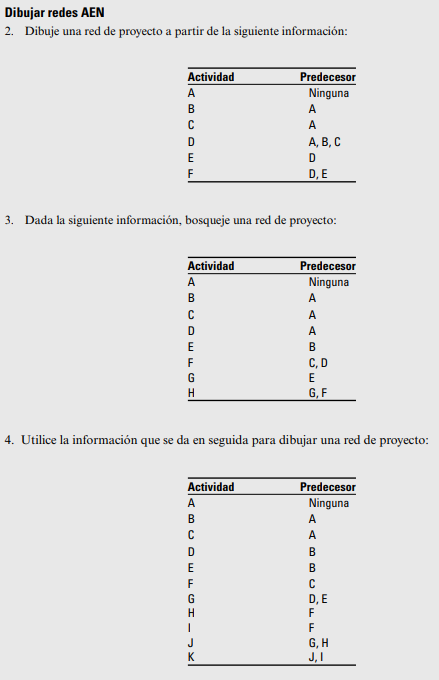 Dibujar redes AEN
2. Dibuje una red de proyecto a partir de la siguiente información:
Actividad Predecesor
A Ninguna
B A
C A
D A, B, C
E D
F D, E
3. Dada la siguiente información, bosqueje una red de proyecto:
Actividad Predecesor
A Ninguna
B A
C A
D A
E B
F C, D
G E
H G, F
4. Utilice la información que se da en seguida para dibujar una red de proyecto:
Actividad Predecesor
A Ninguna
B A
C A
D B
E B
F C
G D, E
H F
I F
J G, H
K J, I